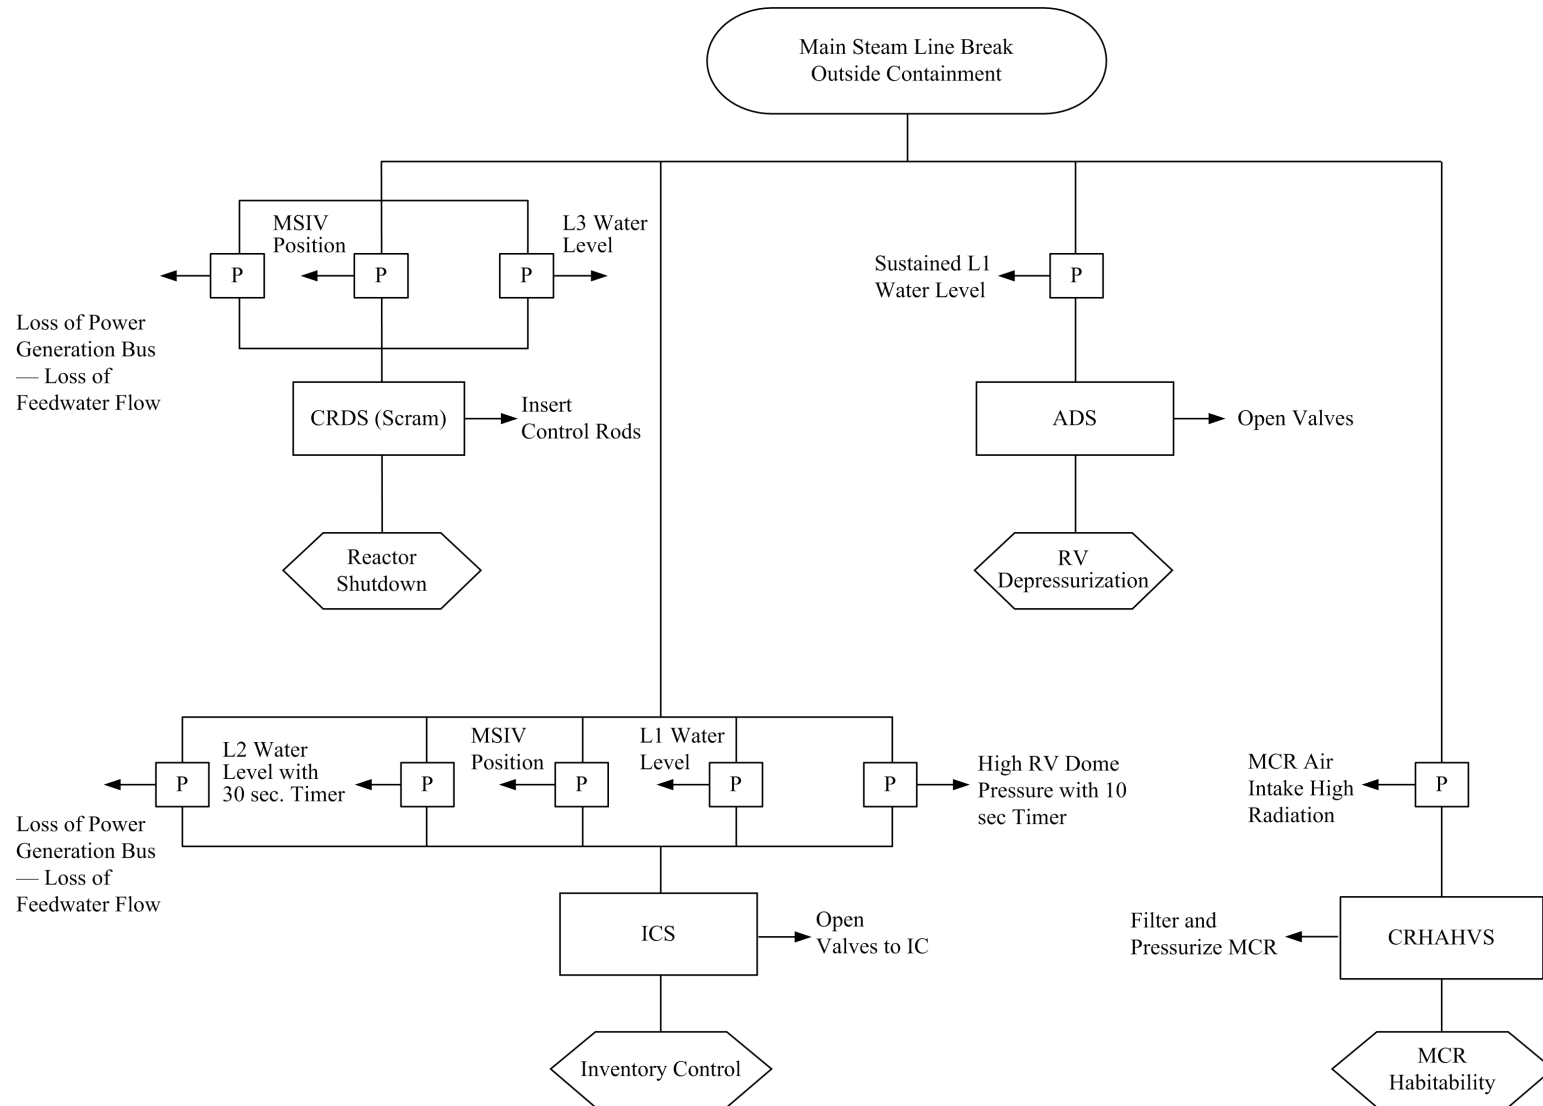 Main Steam Line Break
Outside Containment
MSIV
Position
L3 Water
Level
P
P
P
Loss of Power
Generation Bus
— Loss of
Feedwater Flow
CRDS (Scram)
Insert
Control Rods
Reactor
Shutdown
Sustained L1
Water Level
P
ADS
Open Valves
RV
Depressurization
P
L2 Water
Level with
30 sec. Timer
P
MSIV
Position
P
L1 Water
Level
P
P
High RV Dome
Pressure with 10
sec Timer
Loss of Power
Generation Bus
— Loss of
Feedwater Flow
ICS
Open
Valves to IC
Inventory Control
MCR Air
Intake High
Radiation
P
Filter and
Pressurize MCR
CRHAHVS
MCR
Habitability